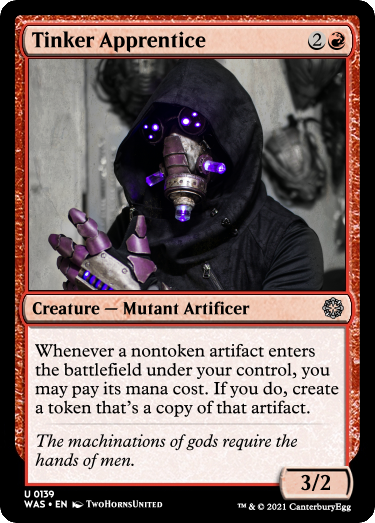 Tinker Apprentice 2
Creature — Mutant Artificer
Whenever a nontoken artifact enters
the battlefield under your control, you
may pay its mana cost. If you do, create
a token that's a copy of that artifact.
The machinations of gods require the
hands of men.
3/2
U 0139
WAS • EN TwoHornsUnited
™ & © 2021 CanterburyEgg